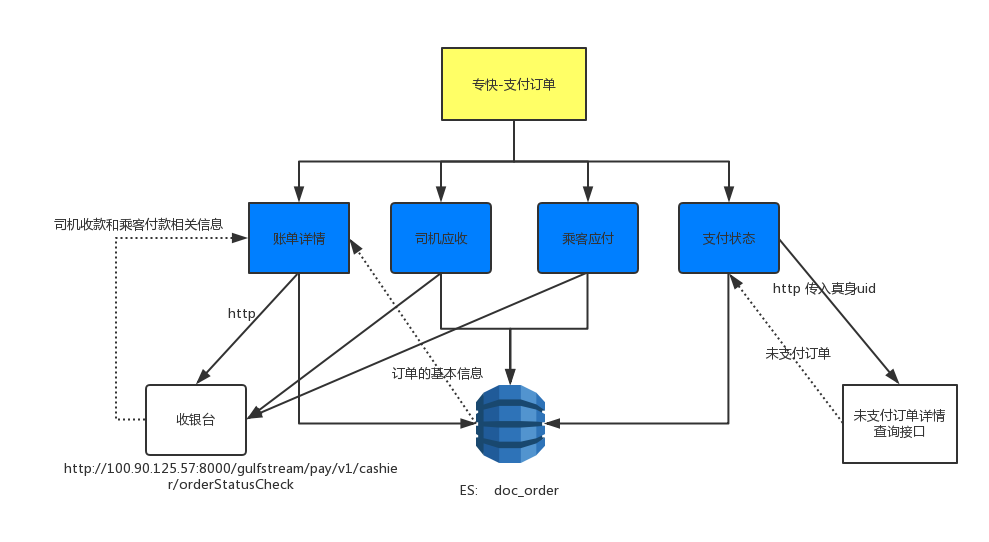 专快-支付订单
司机收款和乘客付款相关信息
账单详情
司机应收
乘客应付
支付状态
http 传入真身uid
http
未支付订单
订单的基本信息
收银台
未支付订单详情
查询接口
http://100.90.125.57:8000/gulfstream/pay/v1/cashie
r/orderStatusCheck
ES: doc_order